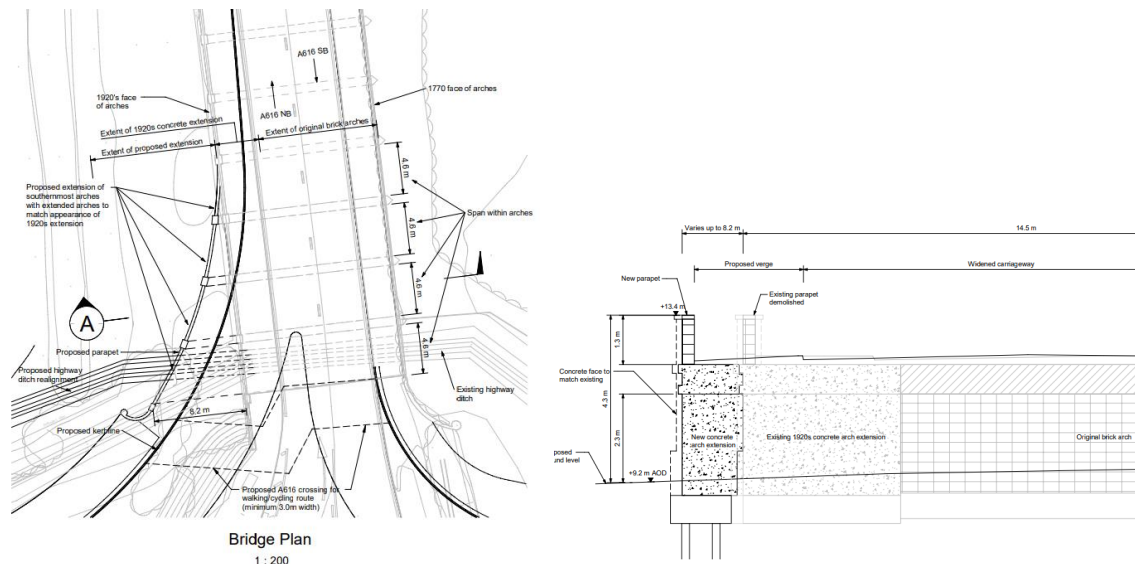 A616 SB
1920's face
of arches
1770 face of arches
A616 NB
Extent of 1920s concrete extension
Extent of original brick arches
Extent of proposed extension
4.6 m
Proposed extension of
southernmost arches
with extended arches to
match appearance of
1920s extension
4.6 m
Span within arches
4.6 m
A
Proposed parapet
4.6 m
Proposed highway
ditch realignment
Existing highway
ditch
8.2 m
Proposed kerbline
Proposed A616 crossing for
walking/cycling route
(minimum 3.0m width)
Bridge Plan
1 : 200
Varies up to 8.2 m
14.5 m
Proposed verge
Widened carriageway
New parapet
Existing parapet
demolished
+13.4 m
1.3 m
Concrete face to
match existing
4.3 m
2.3 m
New concrete
arch extension
Existing 1920s concrete arch extension
Original brick arch
posed
und level
+9.2 m AOD